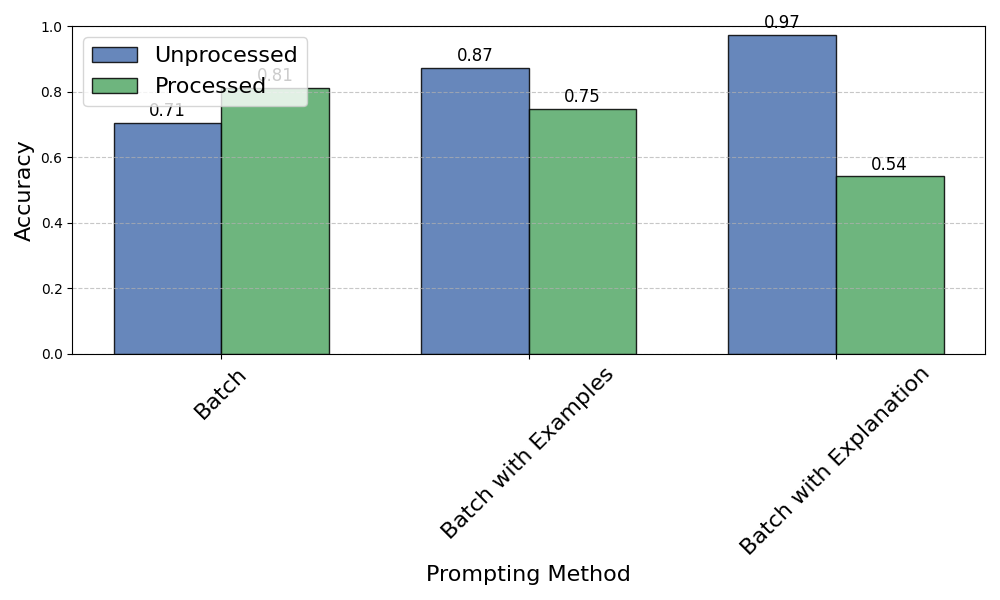 1.0
0.8
0.6
0.4
0.2
0.0
Accuracy
Unprocessed
Processed
0.71
0.81
0.87
0.75
0.97
0.54
Batch
Batch with Examples
Batch with Explanation
Prompting Method